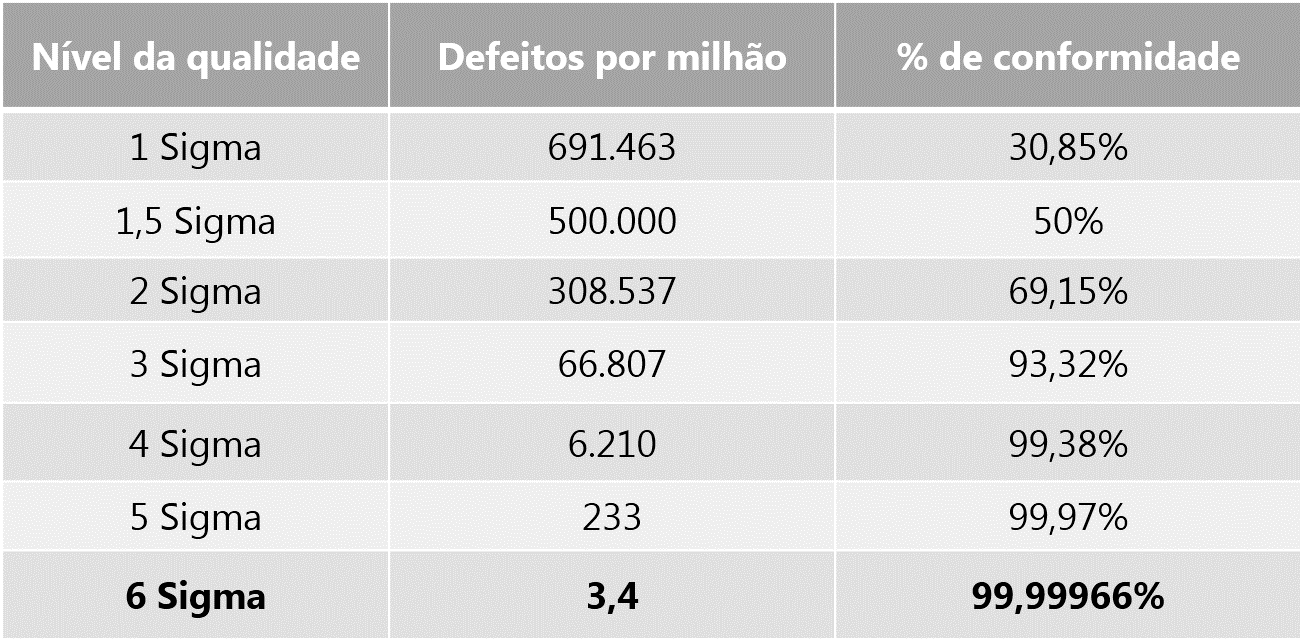 Nível da qualidade Defeitos por milhão % de conformidade
1 Sigma 691.463 30,85%
1,5 Sigma 500.000 50%
2 Sigma 308.537 69,15%
3 Sigma 66.807 93,32%
4 Sigma 6.210 99,38%
5 Sigma 233 99,97%
6 Sigma 3,4 99,99966%